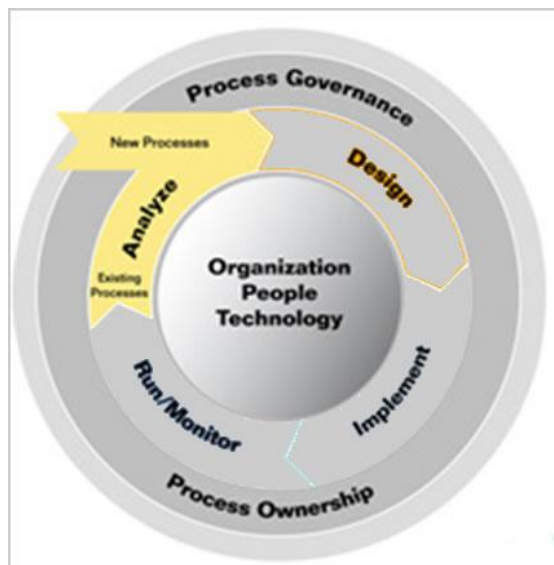 Process Governance
New Processes
Design
Analyze
Existing
Processes
Organization
People
Technology
Implement
Run/Monitor
Process Ownership